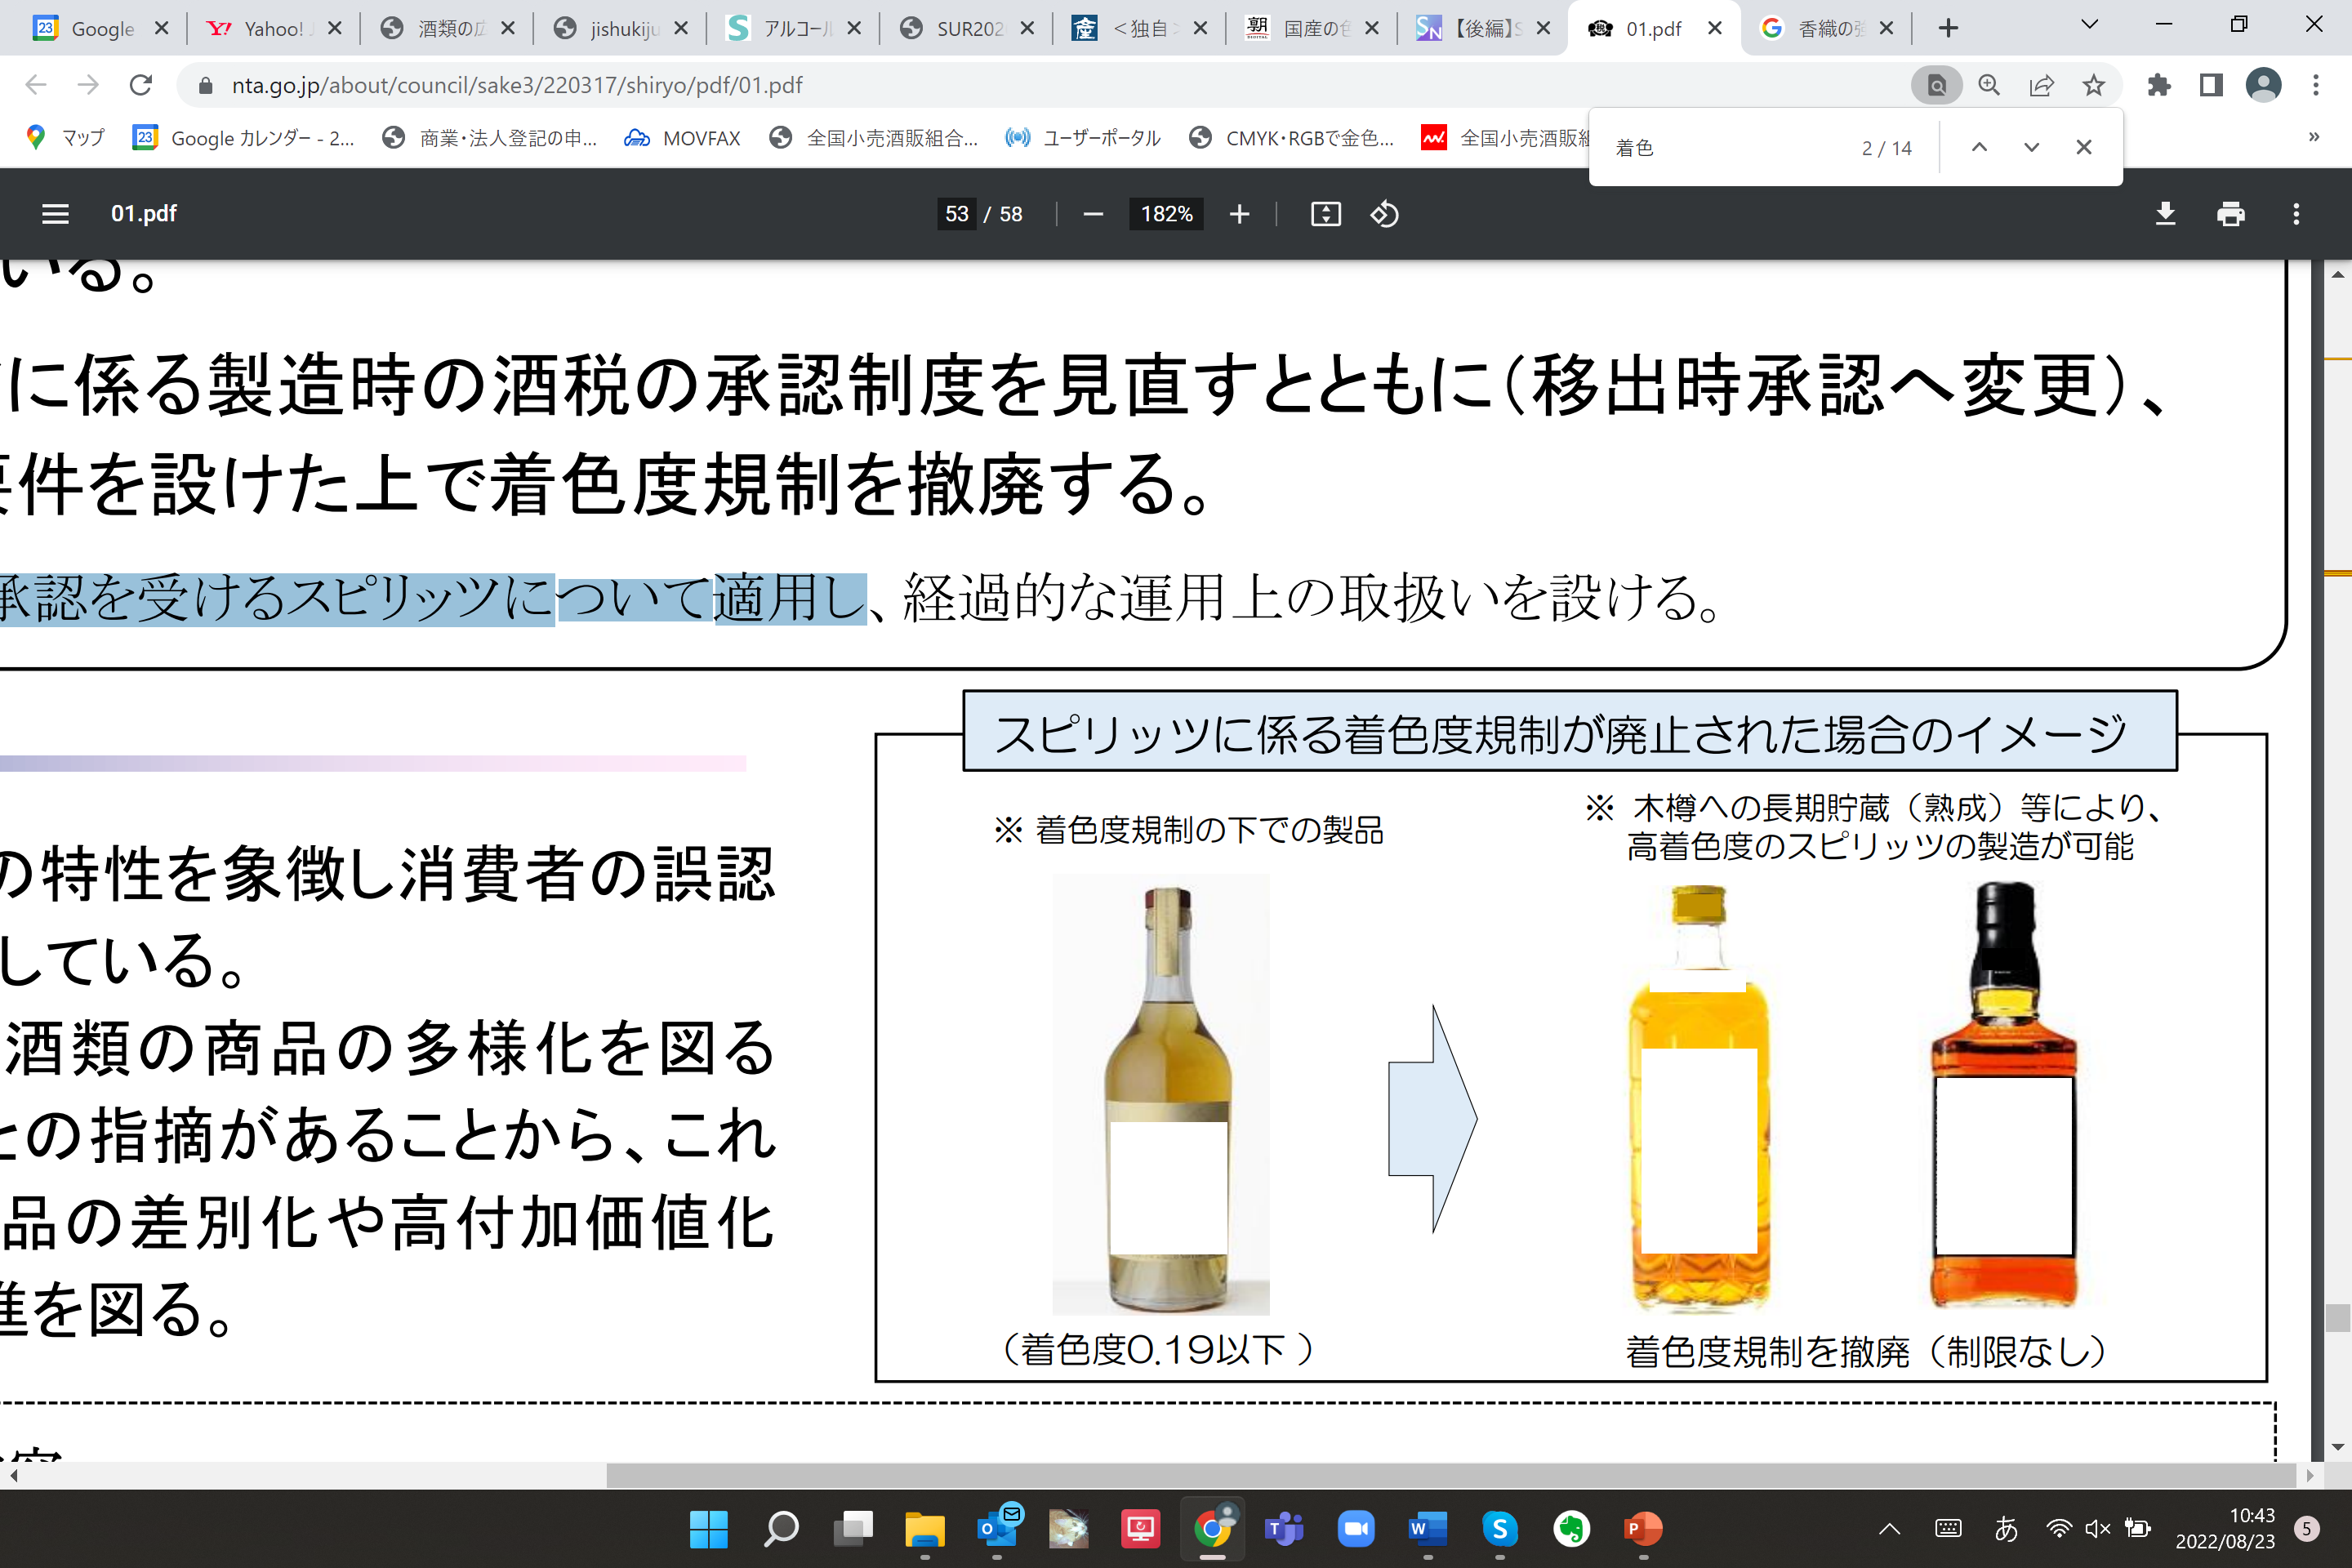 Google
Yahoo! J
酒類の広
jishukiju
アルコール
SUR202
＜独自＞
国産の色
【後編】S
01.pdf
香織の強
nta.go.jp/about/council/sake3/220317/shiryo/pdf/01.pdf
マップ
Google カレンダー - 2...
商業・法人登記の申...
MOVFAX
全国小売酒販組合...
ユーザーポータル
CMYK・RGBで金色...
全国小売酒販組
»
着色
2 / 14
01.pdf
53 / 58
182%
いる。
に係る製造時の酒税の承認制度を見直すとともに（移出時承認へ変更）、
要件を設けた上で着色度規制を撤廃する。
承認を受けるスピリッツについて適用し、経過的な運用上の取扱いを設ける。
スピリッツに係る着色度規制が廃止された場合のイメージ
※ 着色度規制の下での製品
※ 木樽への長期貯蔵（熟成）等により、
高着色度のスピリッツの製造が可能
の特性を象徴し消費者の誤認
している。
酒類の商品の多様化を図る
との指摘があることから、これ
品の差別化や高付加価値化
進を図る。
（着色度0.19以下 ）
着色度規制を撤廃（制限なし）
あ
10:43
2022/08/23
5